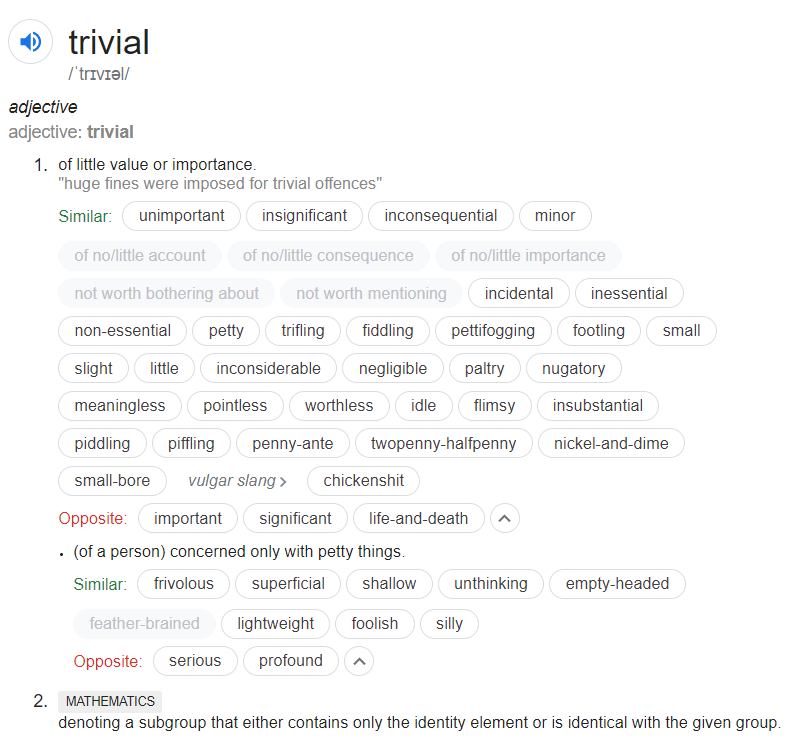 trivial
/ˈtrɪvɪəl/
adjective
adjective: trivial
1. of little value or importance.
"huge fines were imposed for trivial offences"
Similar: unimportant insignificant inconsequential minor
of no/little account of no/little consequence of no/little importance
not worth bothering about not worth mentioning incidental inessential
non-essential petty trifling fiddling pettifogging footling small
slight little inconsiderable negligible paltry nugatory
meaningless pointless worthless idle flimsy insubstantial
piddling piffling penny-ante twopenny-halfpenny nickel-and-dime
small-bore vulgar slang chickenshit
Opposite: important significant life-and-death
• (of a person) concerned only with petty things.
Similar: frivolous superficial shallow unthinking empty-headed
feather-brained lightweight foolish silly
Opposite: serious profound
2. MATHEMATICS
denoting a subgroup that either contains only the identity element or is identical with the given group.